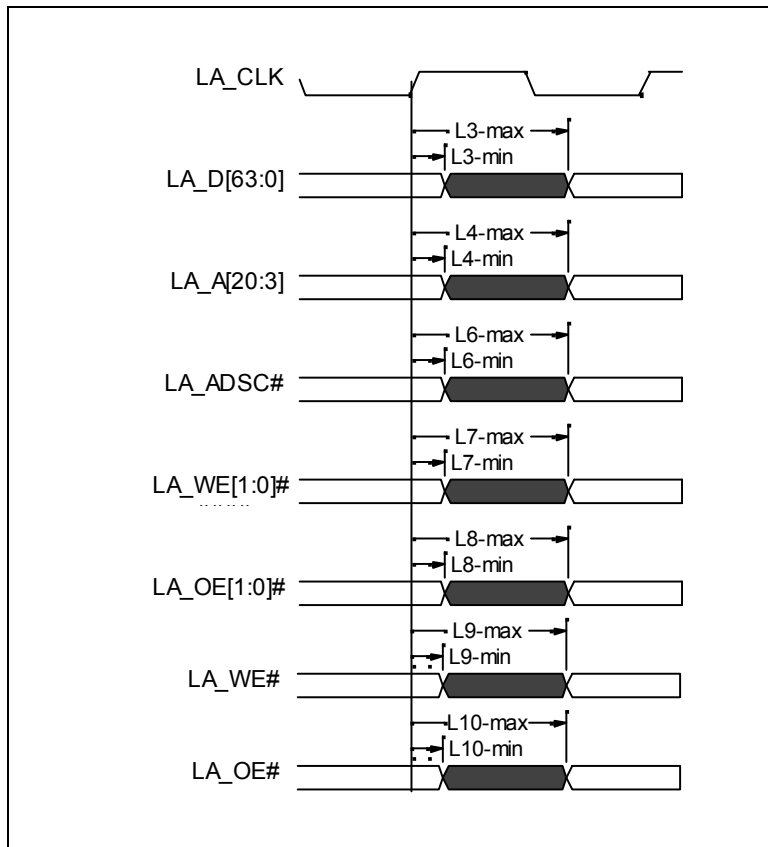 LA_CLK
L3-max
L3-min
LA_D[63:0]
L4-max
L4-min
LA_A[20:3]
L6-max
L6-min
LA_ADSC#
L7-max
L7-min
LA_WE[1:0]#
L8-max
L8-min
LA_OE[1:0]#
L9-max
L9-min
LA_WE#
L10-max
L10-min
LA_OE#